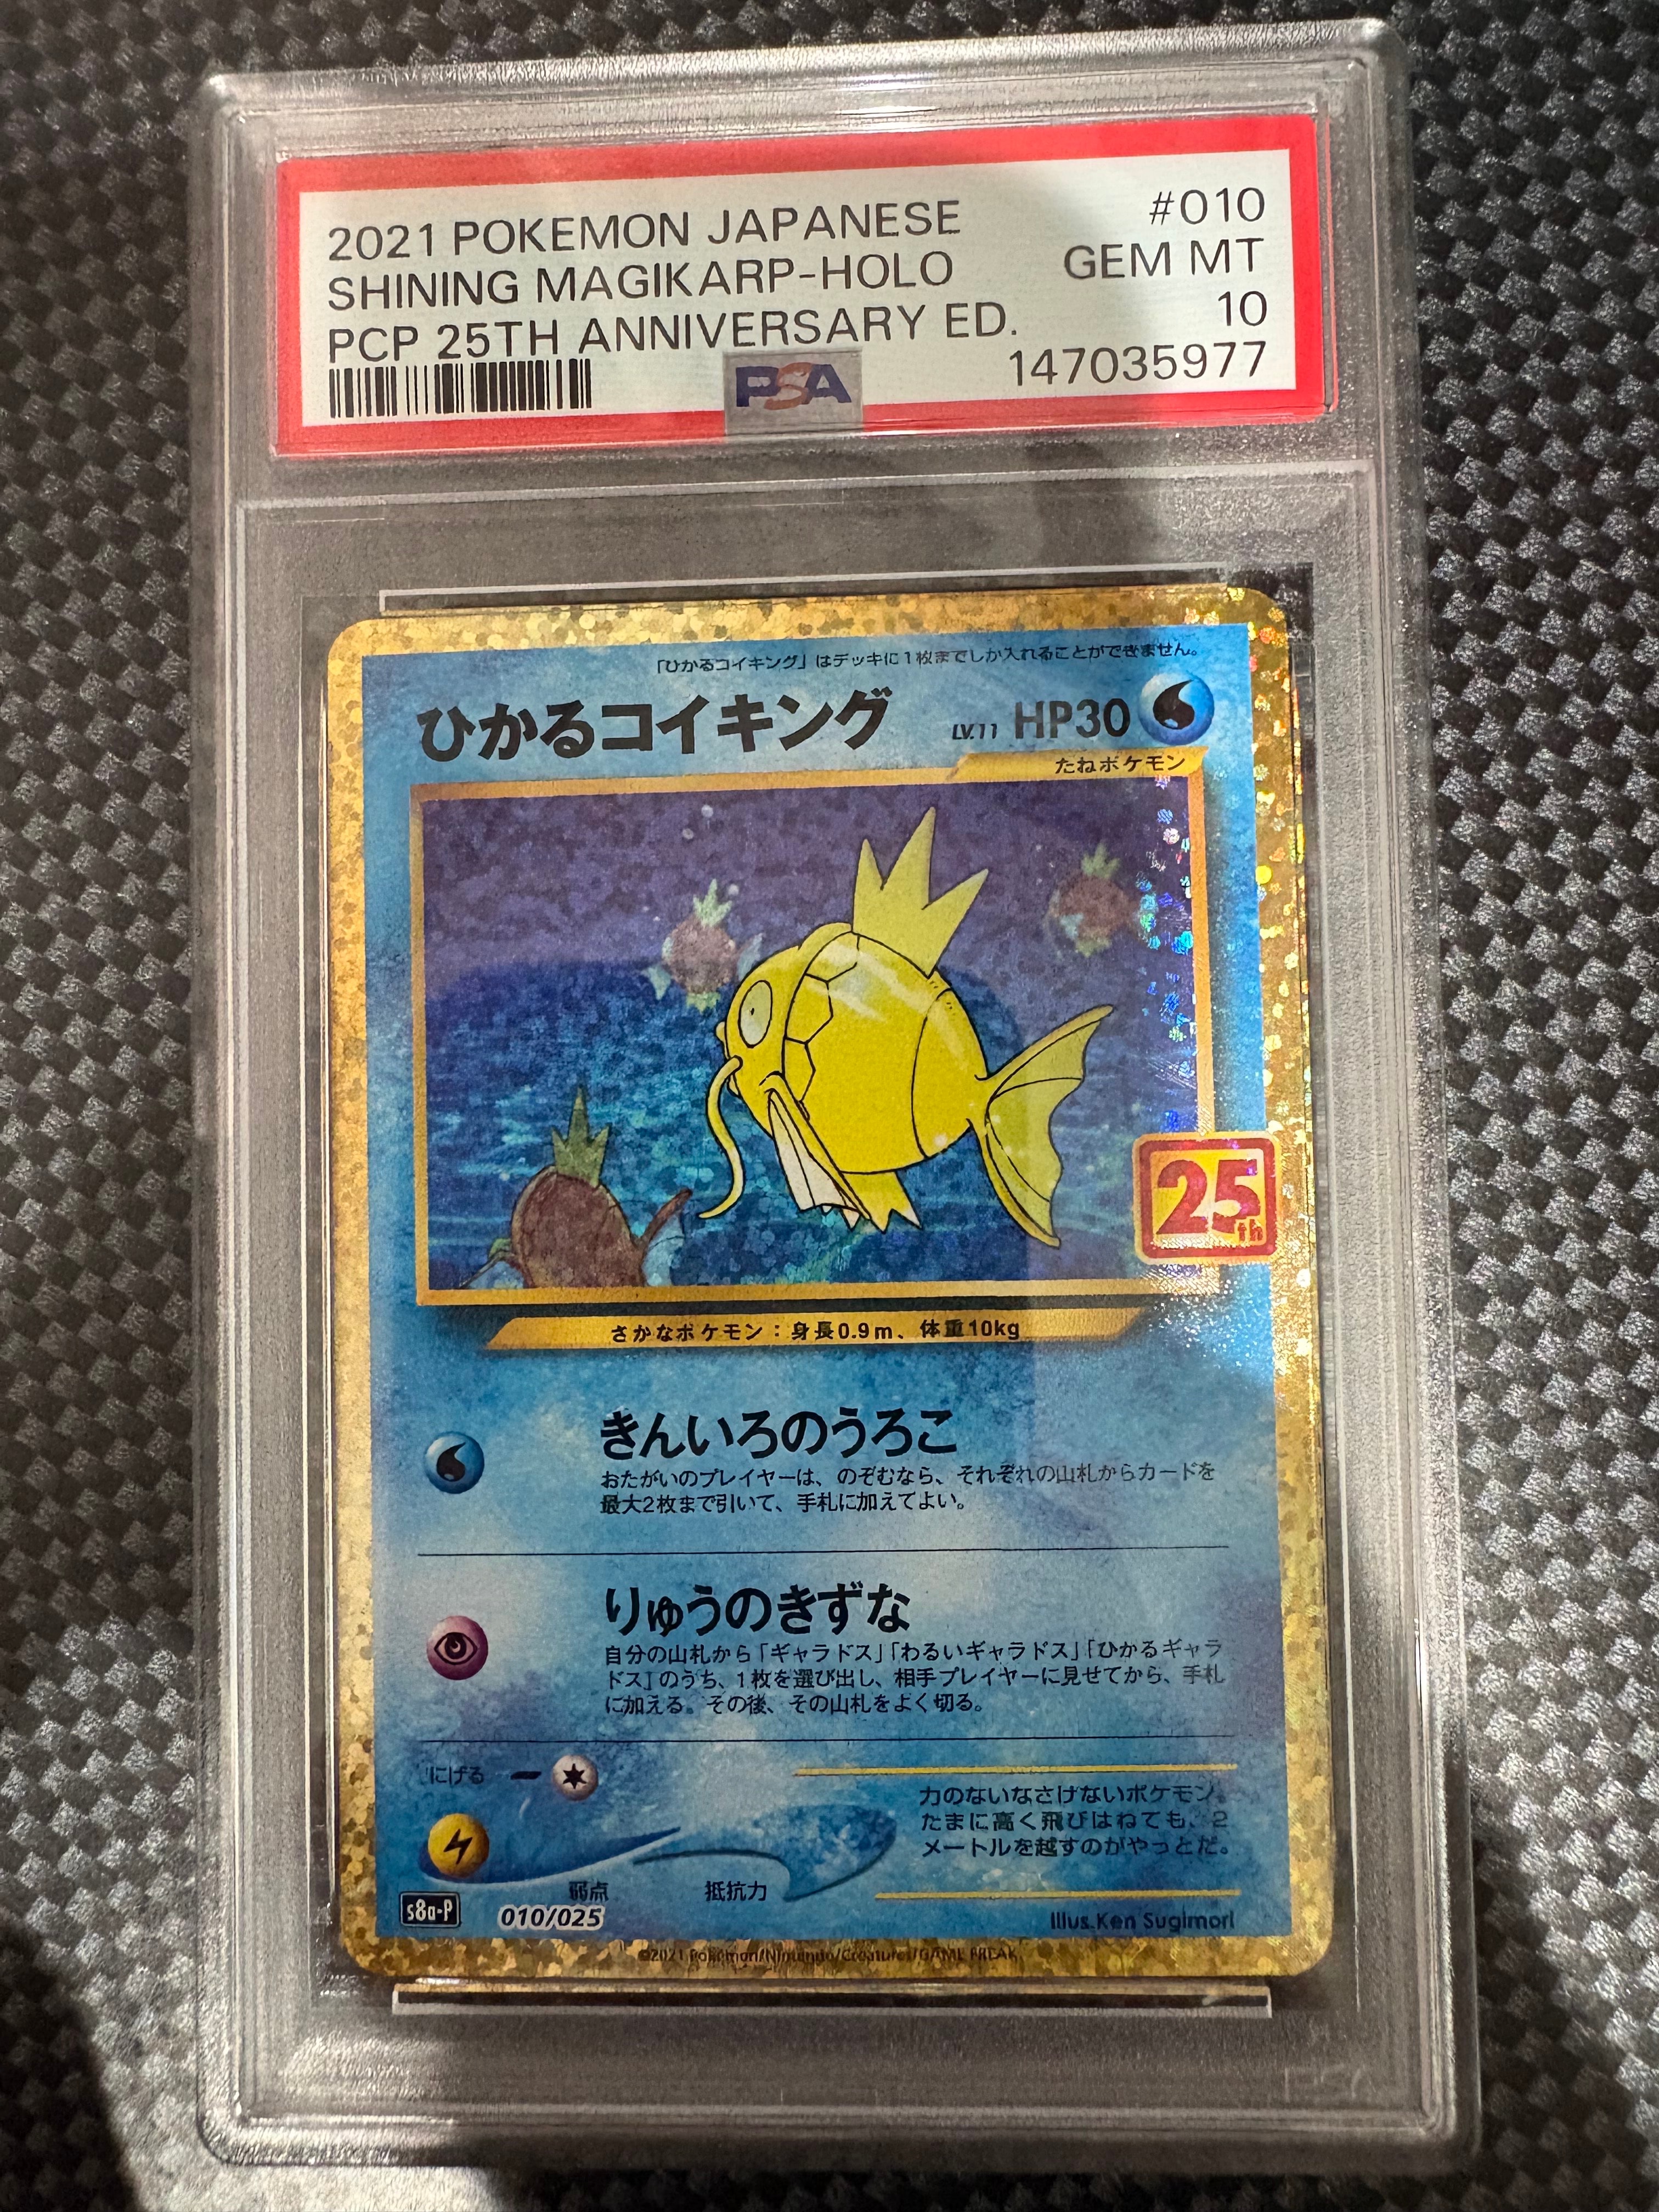 2021 POKEMON JAPANESE #010
SHINING MAGIKARP-HOLO GEM MT
PCP 25TH ANNIVERSARY ED. 10
PSA 147035977
「ひかるコイキング」はデッキに1枚までしか入れることができません。
ひかるコイキング LV.11 HP30
たねポケモン
25th
さかなポケモン：身長0.9m、体重10kg
きんいろのうろこ
おたがいのプレイヤーは、のぞむなら、それぞれの山札からカードを
最大2枚まで引いて、手札に加えてよい。
りゅうのきずな
自分の山札から「ギャラドス」「わるいギャラドス」「ひかるギャラ
ドス」のうち、1枚を選び出し、相手プレイヤーに見せてから、手札
に加える。その後、その山札をよく切る。
にげる
力のないなさけないポケモン。
たまに高く飛びはねても、2
メートルを越すのがやっとだ。
弱点 抵抗力
s8a-P 010/025 Illus.Ken Sugimori
©2021 Pokémon/Nintendo/Creatures/GAME FREAK.